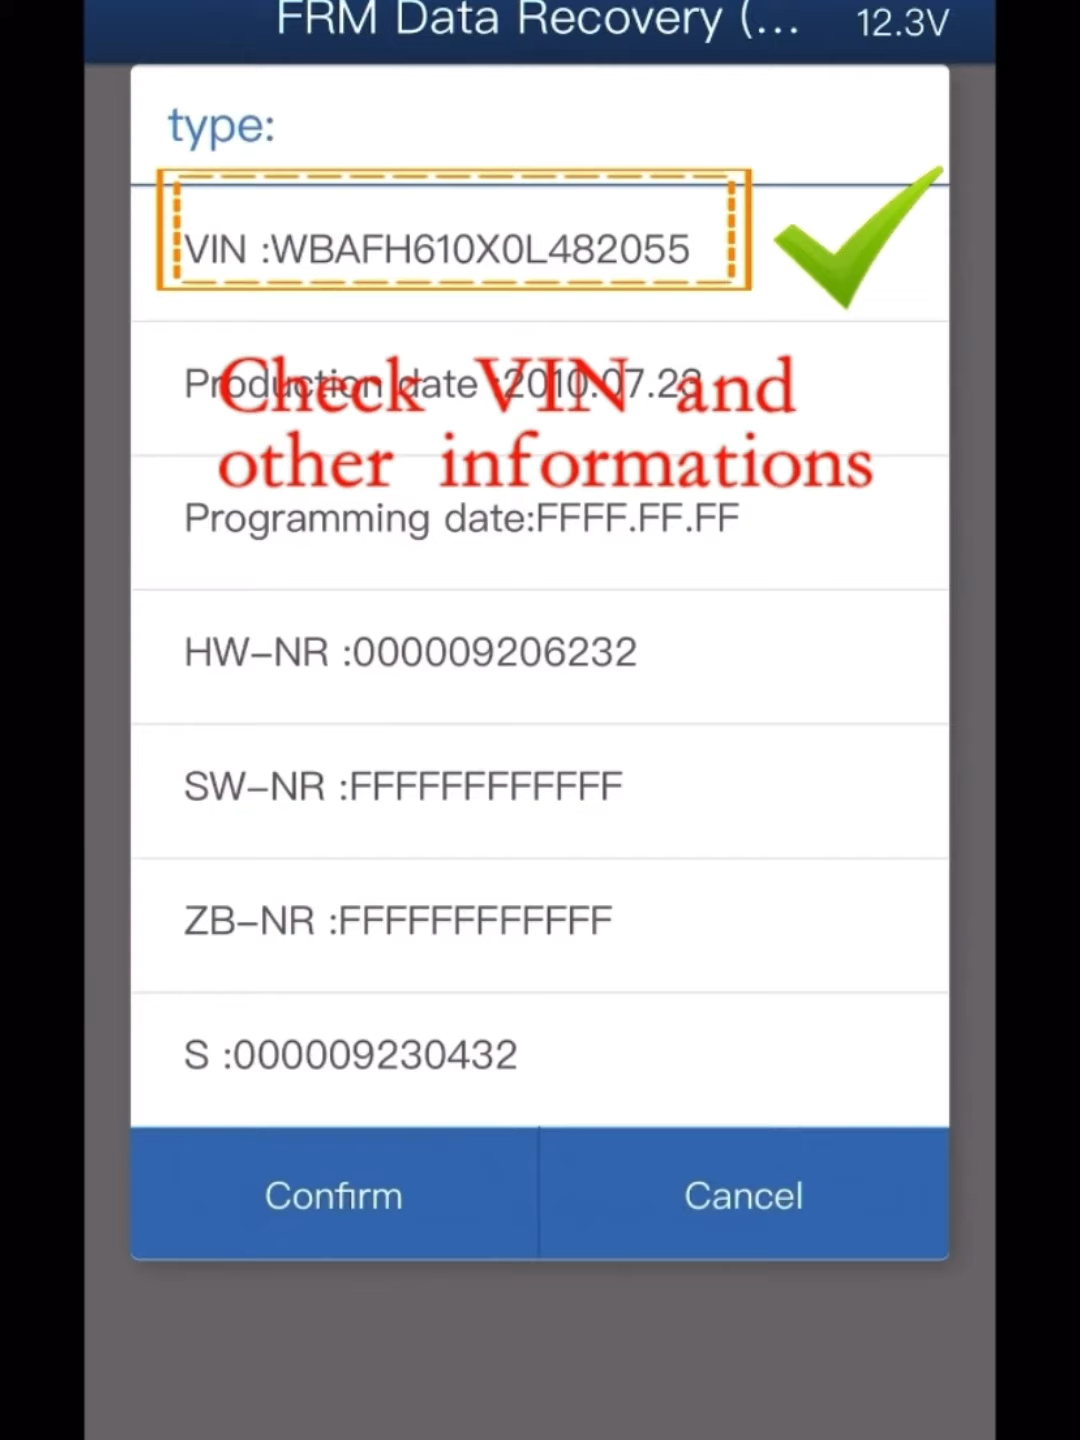 FRM Data Recovery (...
12.3V
type:
VIN :WBAFH610X0L482055
Production date :2010.07.23
Check VIN and
other informations
Programming date:FFFF.FF.FF
HW-NR :000009206232
SW-NR :FFFFFFFFFFFF
ZB-NR :FFFFFFFFFFFF
S :000009230432
Confirm
Cancel